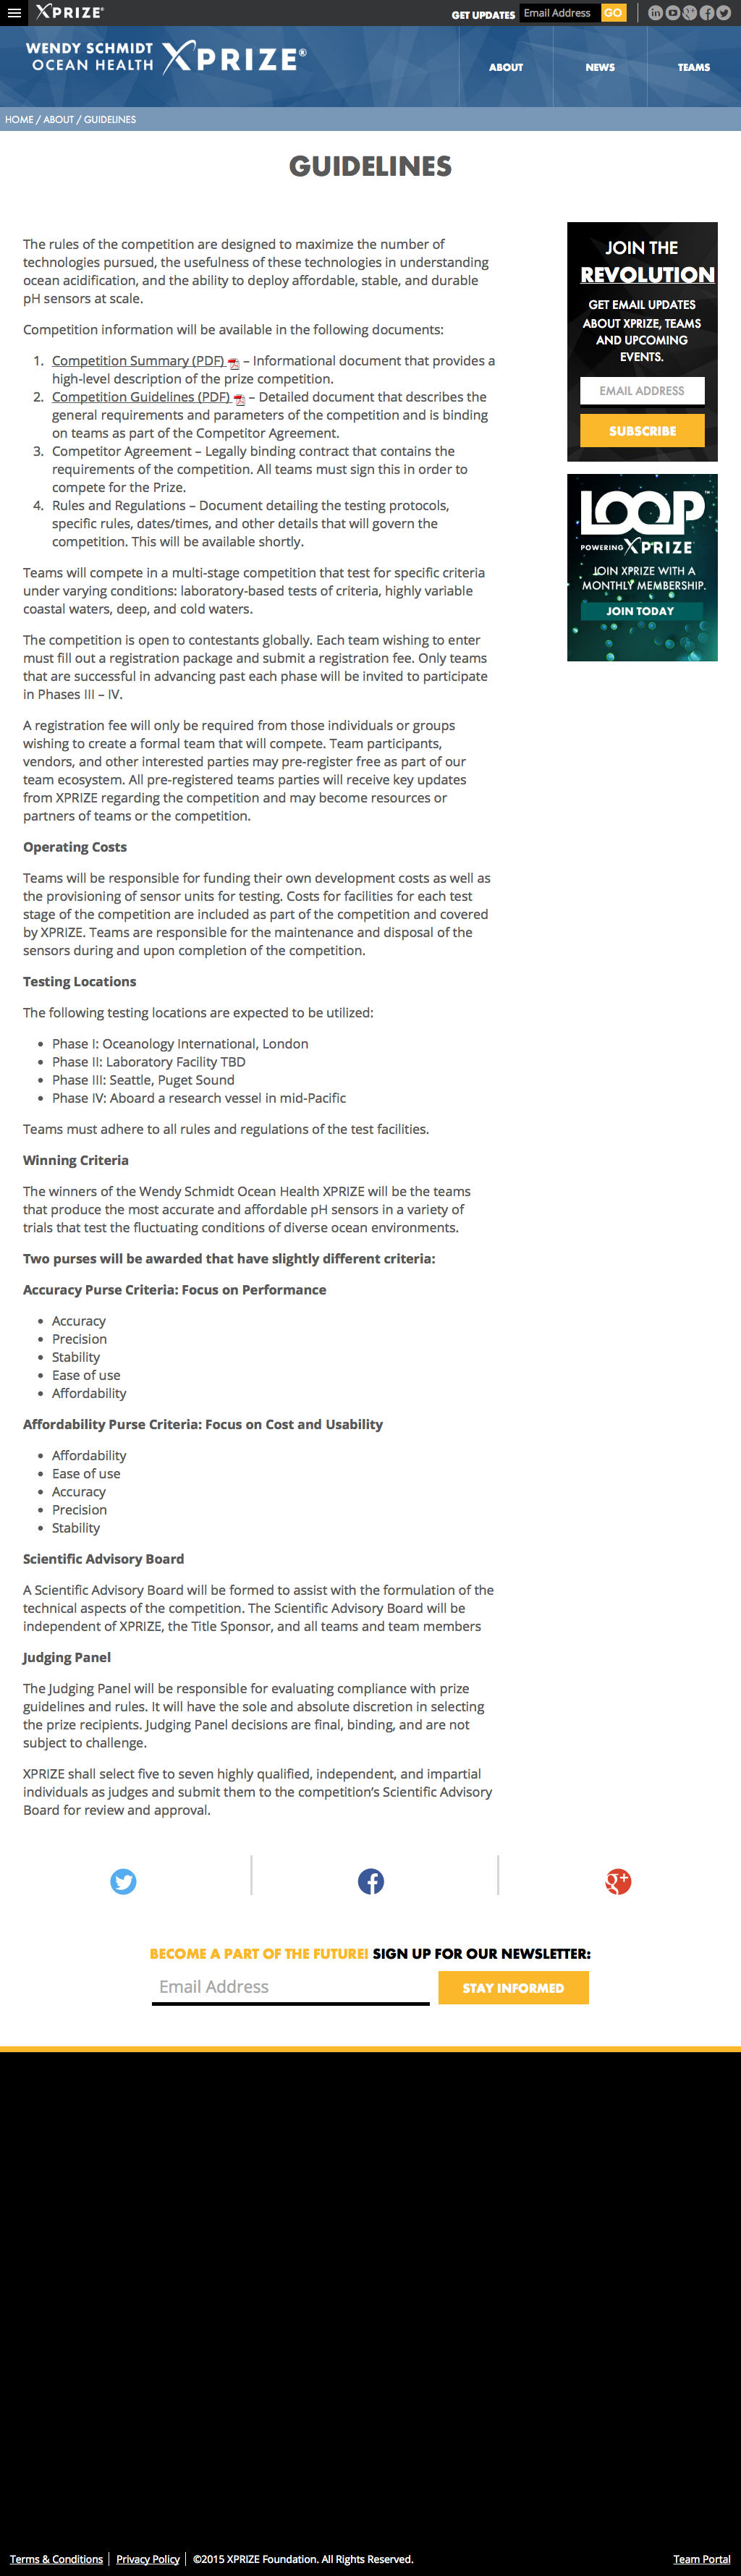 XPRIZE®
GET UPDATES
Email Address
GO
WENDY SCHMIDT
OCEAN HEALTH
XPRIZE®
ABOUT
NEWS
TEAMS
HOME / ABOUT / GUIDELINES
GUIDELINES
The rules of the competition are designed to maximize the number of
technologies pursued, the usefulness of these technologies in understanding
ocean acidification, and the ability to deploy affordable, stable, and durable
pH sensors at scale.
Competition information will be available in the following documents:
1. Competition Summary (PDF) – Informational document that provides a
high-level description of the prize competition.
2. Competition Guidelines (PDF) – Detailed document that describes the
general requirements and parameters of the competition and is binding
on teams as part of the Competitor Agreement.
3. Competitor Agreement – Legally binding contract that contains the
requirements of the competition. All teams must sign this in order to
compete for the Prize.
4. Rules and Regulations – Document detailing the testing protocols,
specific rules, dates/times, and other details that will govern the
competition. This will be available shortly.
Teams will compete in a multi-stage competition that test for specific criteria
under varying conditions: laboratory-based tests of criteria, highly variable
coastal waters, deep, and cold waters.
The competition is open to contestants globally. Each team wishing to enter
must fill out a registration package and submit a registration fee. Only teams
that are successful in advancing past each phase will be invited to participate
in Phases III – IV.
A registration fee will only be required from those individuals or groups
wishing to create a formal team that will compete. Team participants,
vendors, and other interested parties may pre-register free as part of our
team ecosystem. All pre-registered teams parties will receive key updates
from XPRIZE regarding the competition and may become resources or
partners of teams or the competition.
Operating Costs
Teams will be responsible for funding their own development costs as well as
the provisioning of sensor units for testing. Costs for facilities for each test
stage of the competition are included as part of the competition and covered
by XPRIZE. Teams are responsible for the maintenance and disposal of the
sensors during and upon completion of the competition.
Testing Locations
The following testing locations are expected to be utilized:
• Phase I: Oceanology International, London
• Phase II: Laboratory Facility TBD
• Phase III: Seattle, Puget Sound
• Phase IV: Aboard a research vessel in mid-Pacific
Teams must adhere to all rules and regulations of the test facilities.
Winning Criteria
The winners of the Wendy Schmidt Ocean Health XPRIZE will be the teams
that produce the most accurate and affordable pH sensors in a variety of
trials that test the fluctuating conditions of diverse ocean environments.
Two purses will be awarded that have slightly different criteria:
Accuracy Purse Criteria: Focus on Performance
• Accuracy
• Precision
• Stability
• Ease of use
• Affordability
Affordability Purse Criteria: Focus on Cost and Usability
• Affordability
• Ease of use
• Accuracy
• Precision
• Stability
Scientific Advisory Board
A Scientific Advisory Board will be formed to assist with the formulation of the
technical aspects of the competition. The Scientific Advisory Board will be
independent of XPRIZE, the Title Sponsor, and all teams and team members
Judging Panel
The Judging Panel will be responsible for evaluating compliance with prize
guidelines and rules. It will have the sole and absolute discretion in selecting
the prize recipients. Judging Panel decisions are final, binding, and are not
subject to challenge.
XPRIZE shall select five to seven highly qualified, independent, and impartial
individuals as judges and submit them to the competition’s Scientific Advisory
Board for review and approval.
JOIN THE
REVOLUTION
GET EMAIL UPDATES
ABOUT XPRIZE, TEAMS
AND UPCOMING
EVENTS.
EMAIL ADDRESS
SUBSCRIBE
LOOP™
POWERING XPRIZE
JOIN XPRIZE WITH A
MONTHLY MEMBERSHIP.
JOIN TODAY
BECOME A PART OF THE FUTURE! SIGN UP FOR OUR NEWSLETTER:
Email Address
STAY INFORMED
Terms & Conditions | Privacy Policy | ©2015 XPRIZE Foundation. All Rights Reserved.
Team Portal